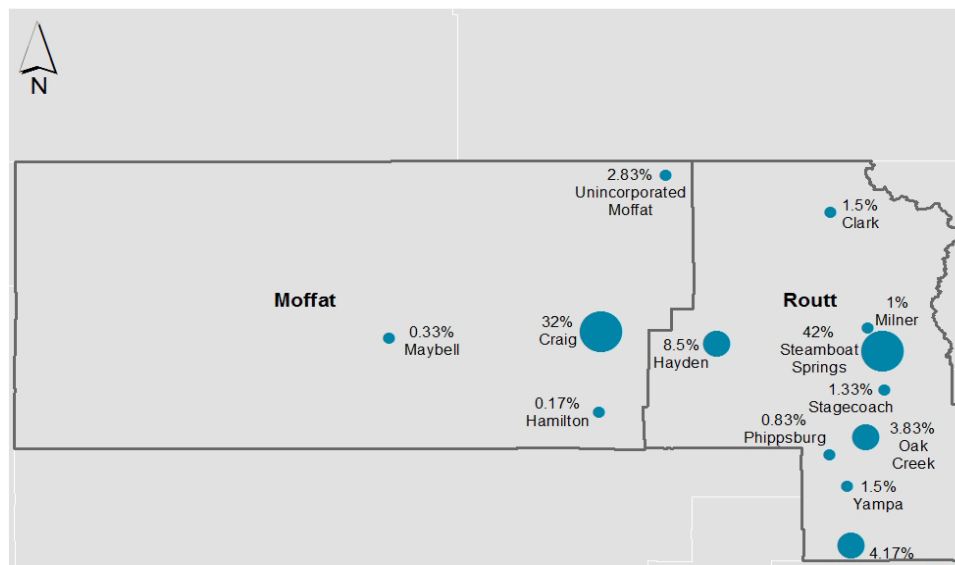 N
2.83%
Unincorporated
Moffat
1.5%
Clark
Moffat
Routt
1%
Milner
0.33%
Maybell
32%
Craig
8.5%
Hayden
42%
Steamboat
Springs
1.33%
Stagecoach
0.17%
Hamilton
0.83%
Phippsburg
3.83%
Oak
Creek
1.5%
Yampa
4.17%